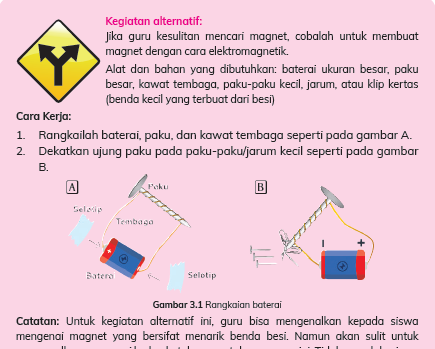 Kegiatan alternatif:
Jika guru kesulitan mencari magnet, cobalah untuk membuat
magnet dengan cara elektromagnetik.
Alat dan bahan yang dibutuhkan: baterai ukuran besar, paku
besar, kawat tembaga, paku-paku kecil, jarum, atau klip kertas
(benda kecil yang terbuat dari besi)
Cara Kerja:
1. Rangkailah baterai, paku, dan kawat tembaga seperti pada gambar A.
2. Dekatkan ujung paku pada paku-paku/jarum kecil seperti pada gambar
B.
A
Paku
Selotip
Tembaga
Batera
Selotip
B
Gambar 3.1 Rangkaian baterai
Catatan: Untuk kegiatan alternatif ini, guru bisa mengenalkan kepada siswa
mengenai magnet yang bersifat menarik benda besi. Namun akan sulit untuk